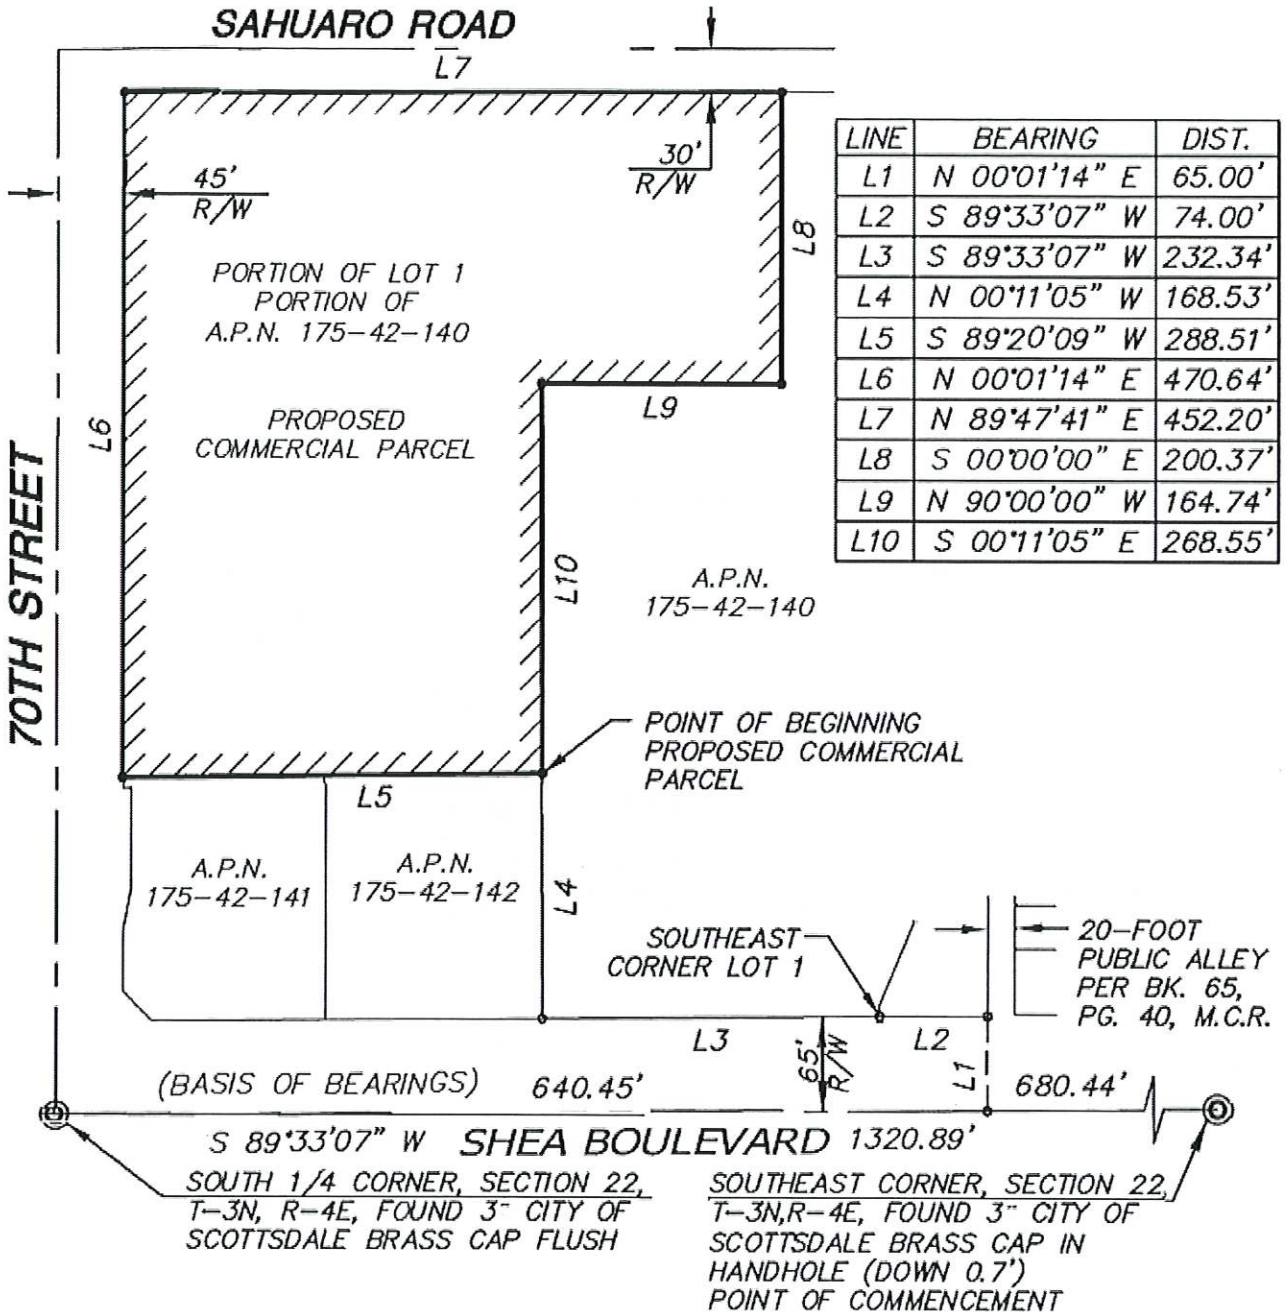 SAHUARO ROAD
L7
45'
R/W
30'
R/W
L8
PORTION OF LOT 1
PORTION OF
A.P.N. 175-42-140
PROPOSED
COMMERCIAL PARCEL
L6
L9
70TH STREET
L10
A.P.N.
175-42-140
LINE BEARING DIST.
L1 N 00°01'14" E 65.00'
L2 S 89°33'07" W 74.00'
L3 S 89°33'07" W 232.34'
L4 N 00°11'05" W 168.53'
L5 S 89°20'09" W 288.51'
L6 N 00°01'14" E 470.64'
L7 N 89°47'41" E 452.20'
L8 S 00°00'00" E 200.37'
L9 N 90°00'00" W 164.74'
L10 S 00°11'05" E 268.55'
POINT OF BEGINNING
PROPOSED COMMERCIAL
PARCEL
L5
A.P.N.
175-42-141
A.P.N.
175-42-142
L4
SOUTHEAST
CORNER LOT 1
20-FOOT
PUBLIC ALLEY
PER BK. 65,
PG. 40, M.C.R.
L3
65'
R/W
L2
L1
(BASIS OF BEARINGS) 640.45'
680.44'
S 89°33'07" W SHEA BOULEVARD 1320.89'
SOUTH 1/4 CORNER, SECTION 22,
T-3N, R-4E, FOUND 3" CITY OF
SCOTTSDALE BRASS CAP FLUSH
SOUTHEAST CORNER, SECTION 22,
T-3N,R-4E, FOUND 3" CITY OF
SCOTTSDALE BRASS CAP IN
HANDHOLE (DOWN 0.7')
POINT OF COMMENCEMENT